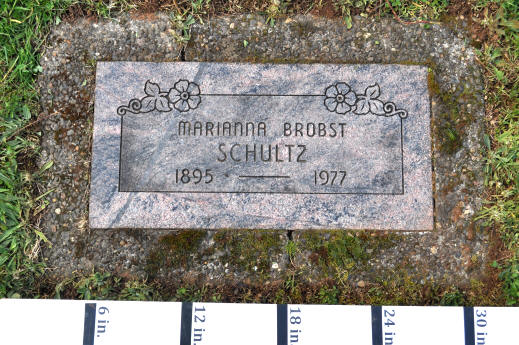 MARIANNA BROBST
SCHULTZ
1895 — 1977
6 in.
12 in.
18 in.
24 in.
30 in.